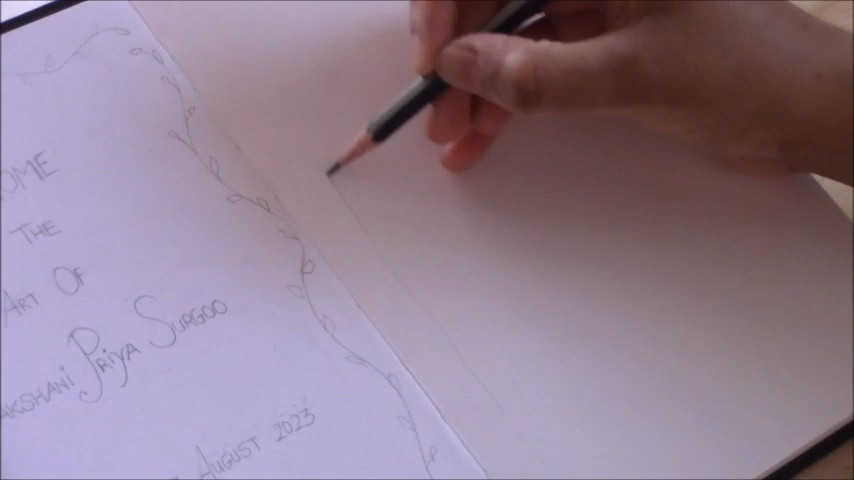 OME
THE
ART OF
AKSHANI PRIYA SURGOO
AUGUST 2023